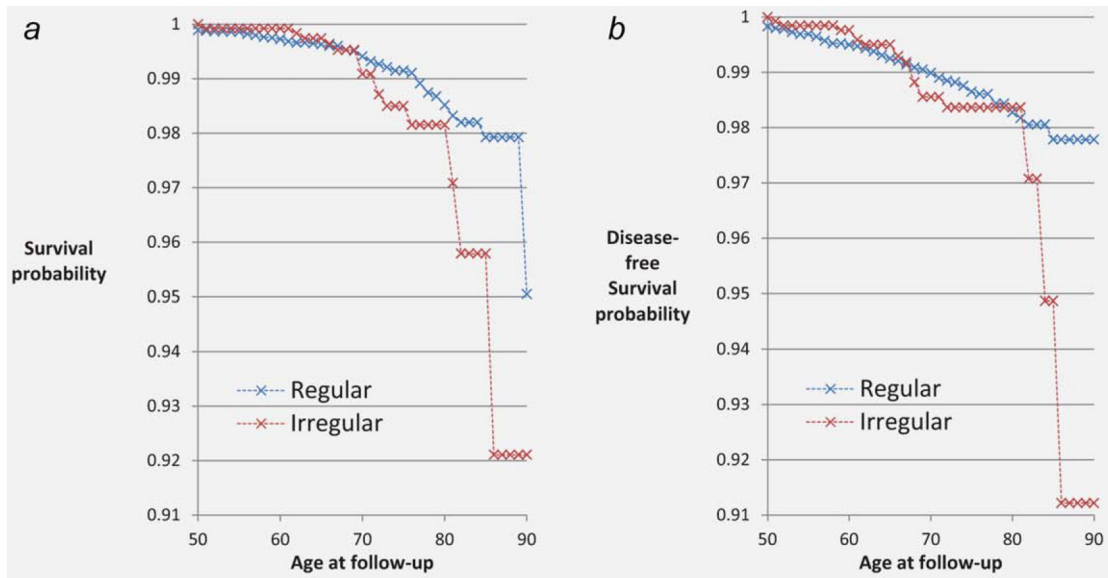 a
1
0.99
0.98
0.97
0.96
0.95
0.94
0.93
0.92
0.91
Survival
probability
Regular
Irregular
50 60 70 80 90
Age at follow-up
b
1
0.99
0.98
0.97
0.96
0.95
0.94
0.93
0.92
0.91
Disease-
free
Survival
probability
Regular
Irregular
50 60 70 80 90
Age at follow-up